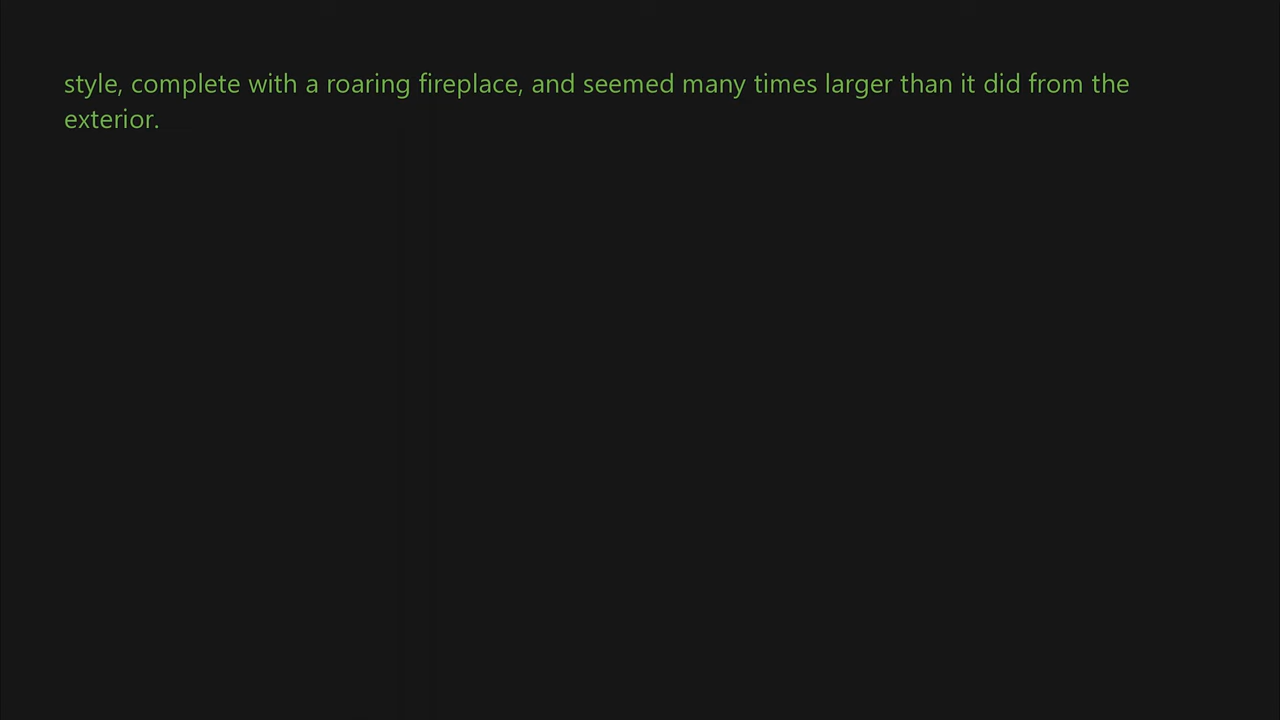 style, complete with a roaring fireplace, and seemed many times larger than it did from the
exterior.